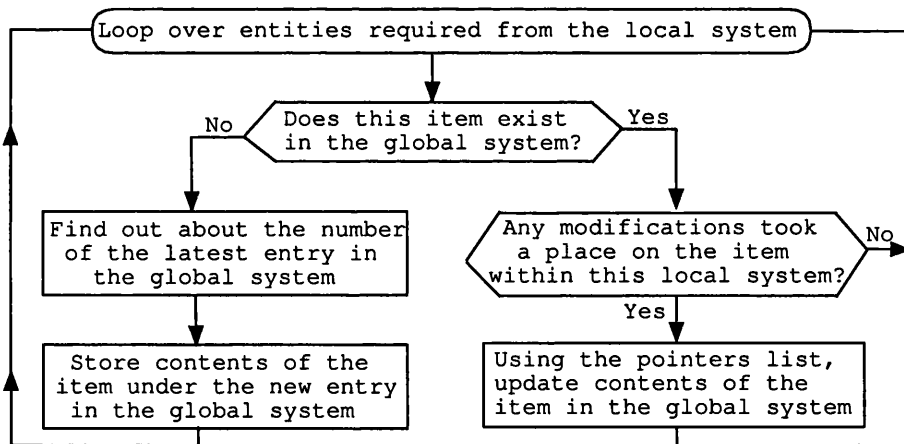 Loop over entities required from the local system
Does this item exist
in the global system?
No
Yes
Find out about the number
of the latest entry in
the global system
Any modifications took
a place on the item
within this local system?
No
Yes
Store contents of the
item under the new entry
in the global system
Using the pointers list,
update contents of the
item in the global system